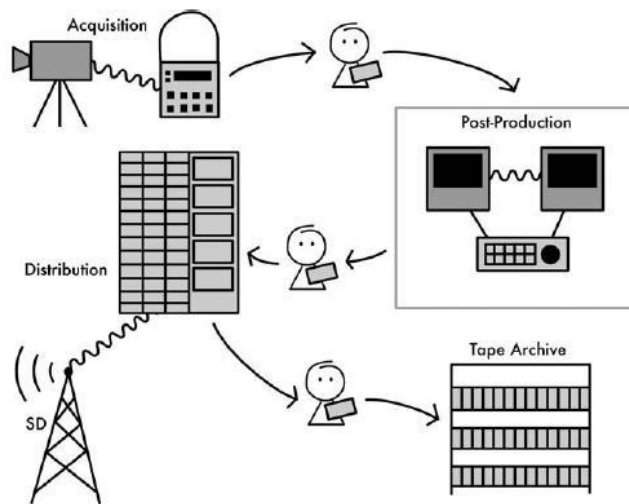 Acquisition
Post-Production
Distribution
Tape Archive
SD